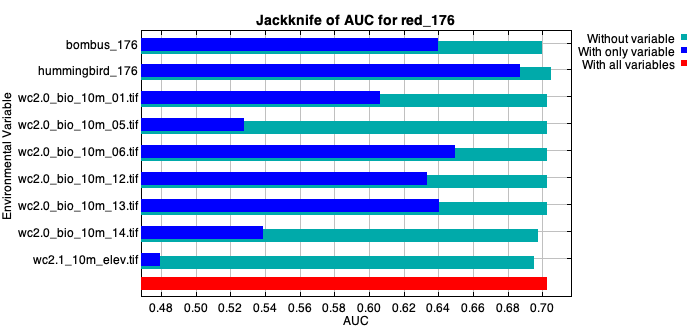 Jackknife of AUC for red_176
Without variable
With only variable
With all variables
Environmental Variable
bombus_176
hummingbird_176
wc2.0_bio_10m_01.tif
wc2.0_bio_10m_05.tif
wc2.0_bio_10m_06.tif
wc2.0_bio_10m_12.tif
wc2.0_bio_10m_13.tif
wc2.0_bio_10m_14.tif
wc2.1_10m_elev.tif
0.48 0.50 0.52 0.54 0.56 0.58 0.60 0.62 0.64 0.66 0.68 0.70
AUC